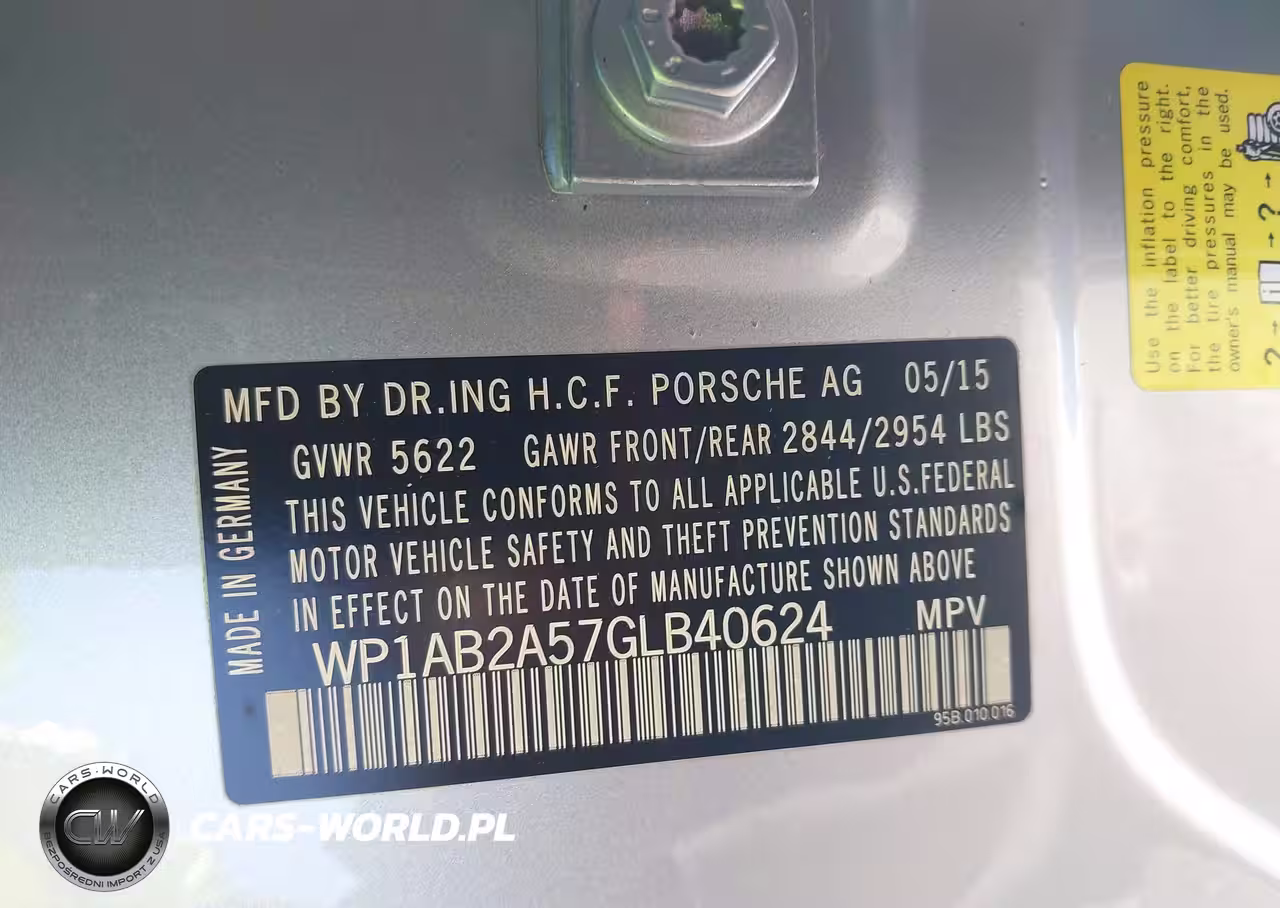 MFD BY DR.ING H.C.F. PORSCHE AG 05/15
GVWR 5622 GAWR FRONT/REAR 2844/2954 LBS
THIS VEHICLE CONFORMS TO ALL APPLICABLE U.S.FEDERAL
MOTOR VEHICLE SAFETY AND THEFT PREVENTION STANDARDS
IN EFFECT ON THE DATE OF MANUFACTURE SHOWN ABOVE
WP1AB2A57GLB40624 MPV
95B.010.016
MADE IN GERMANY
Use the inflation pressure
on the label to the right.
For better driving comfort,
the tire pressures in the
owner's manual may be used.
? → i → ? →
CARS-WORLD
CW
BEZPOŚREDNI IMPORT Z USA
CARS-WORLD.PL